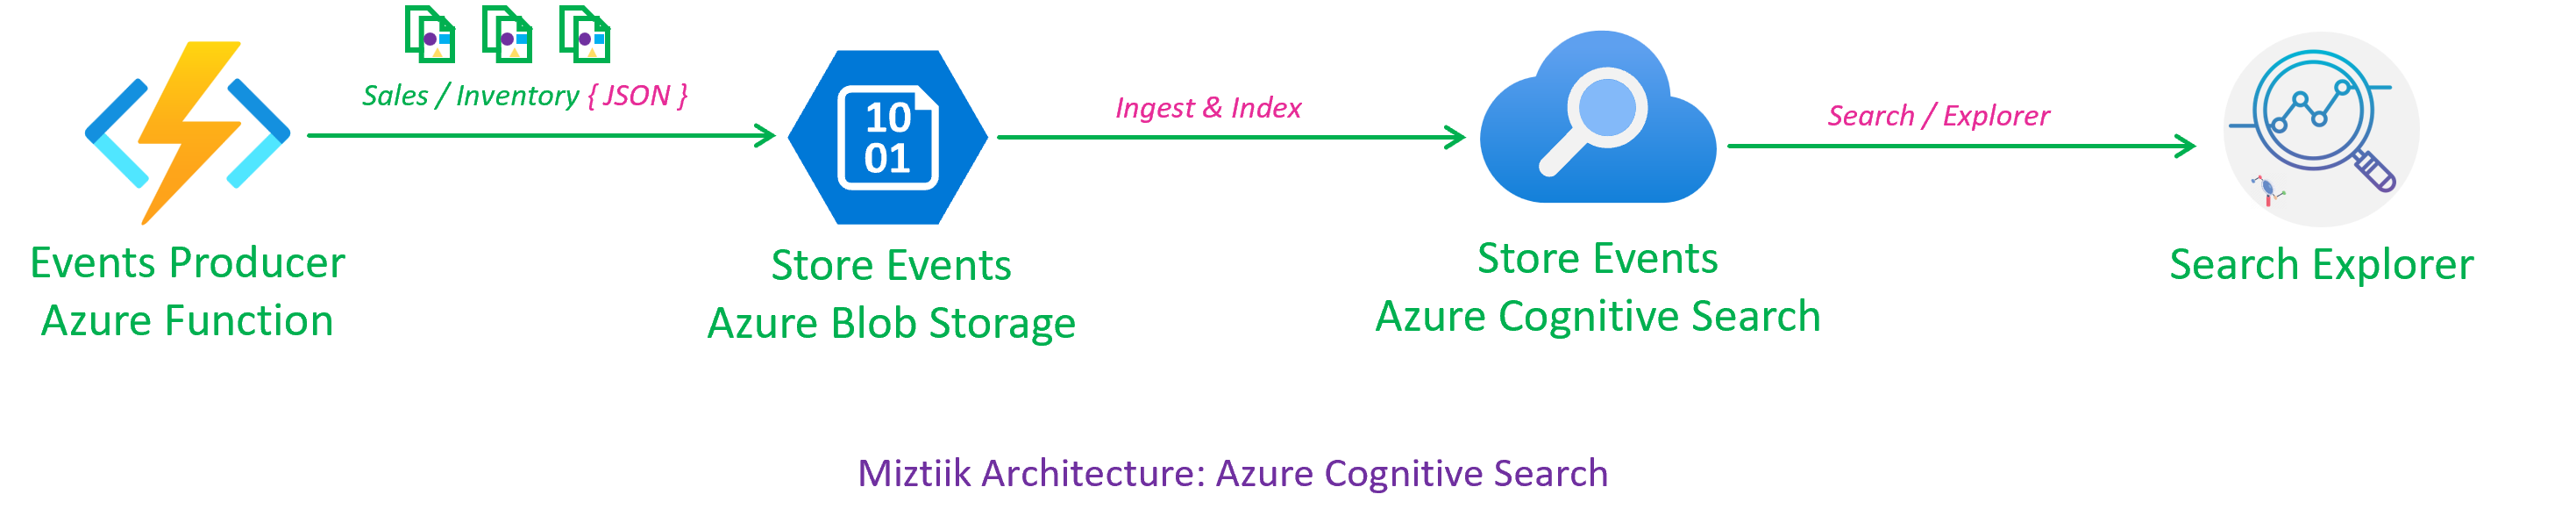 Sales / Inventory { JSON }
Ingest & Index
Search / Explorer
10
01
Events Producer
Azure Function
Store Events
Azure Blob Storage
Store Events
Azure Cognitive Search
Search Explorer
Miztiik Architecture: Azure Cognitive Search